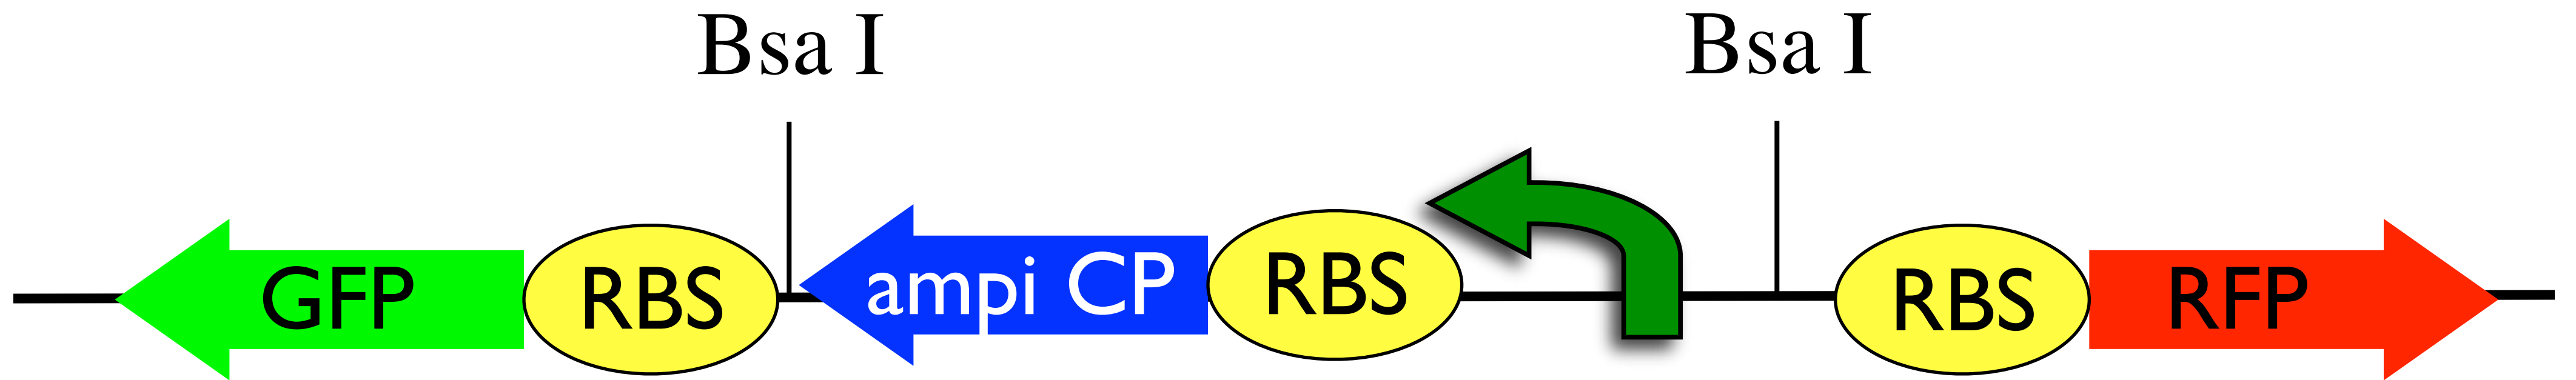 Bsa I
Bsa I
GFP
RBS
ampi CP
RBS
RBS
RFP